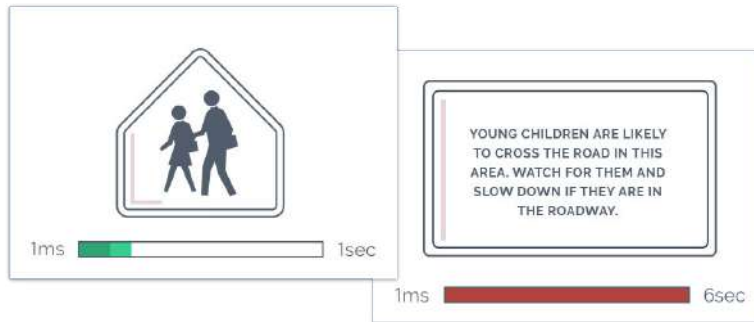 1ms 1sec
YOUNG CHILDREN ARE LIKELY
TO CROSS THE ROAD IN THIS
AREA. WATCH FOR THEM AND
SLOW DOWN IF THEY ARE IN
THE ROADWAY.
1ms 6sec